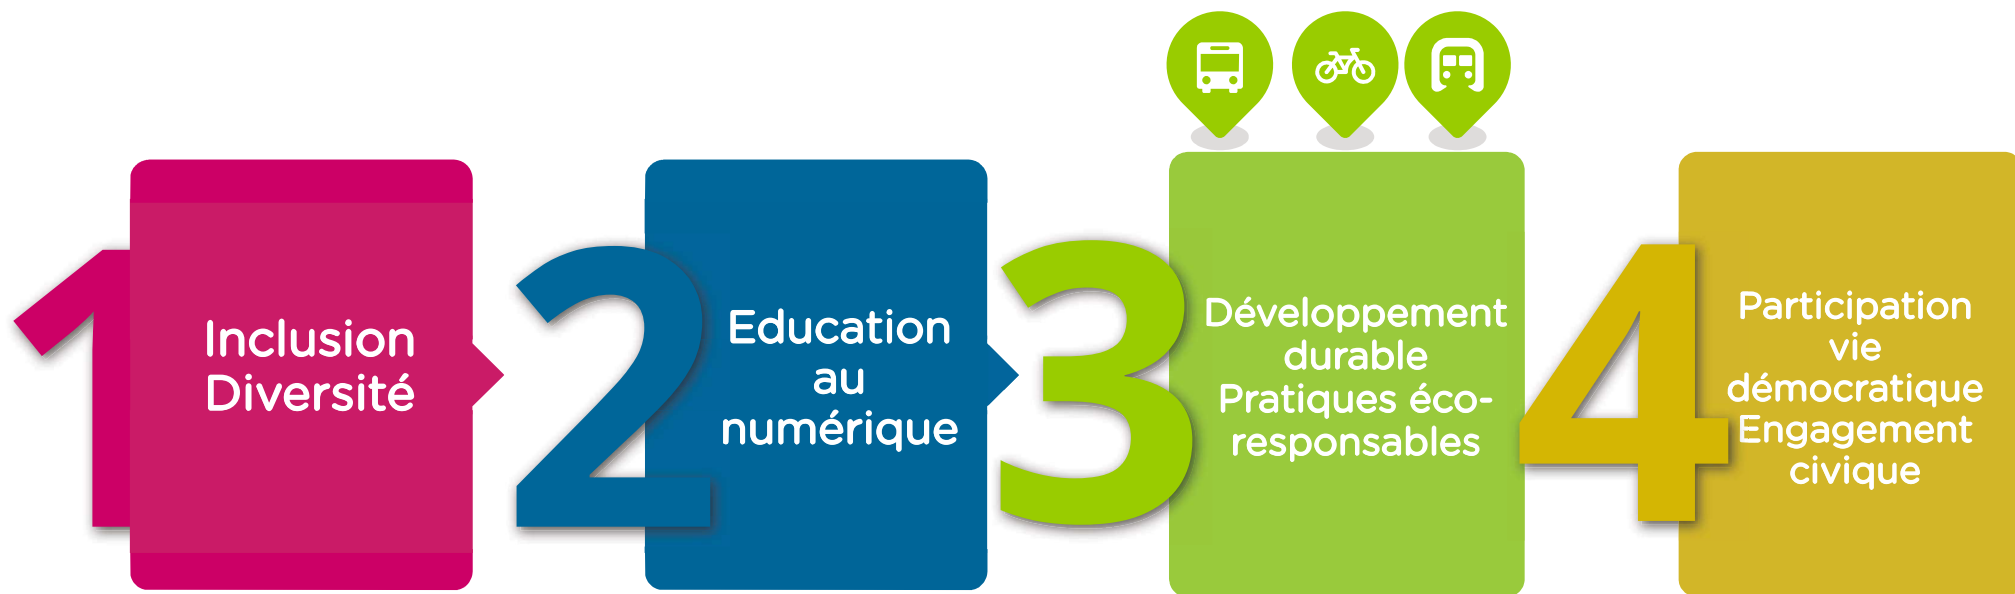 1
Inclusion
Diversité
2
Education
au
numérique
3
Développement
durable
Pratiques éco-
responsables
4
Participation
vie
démocratique
Engagement
civique